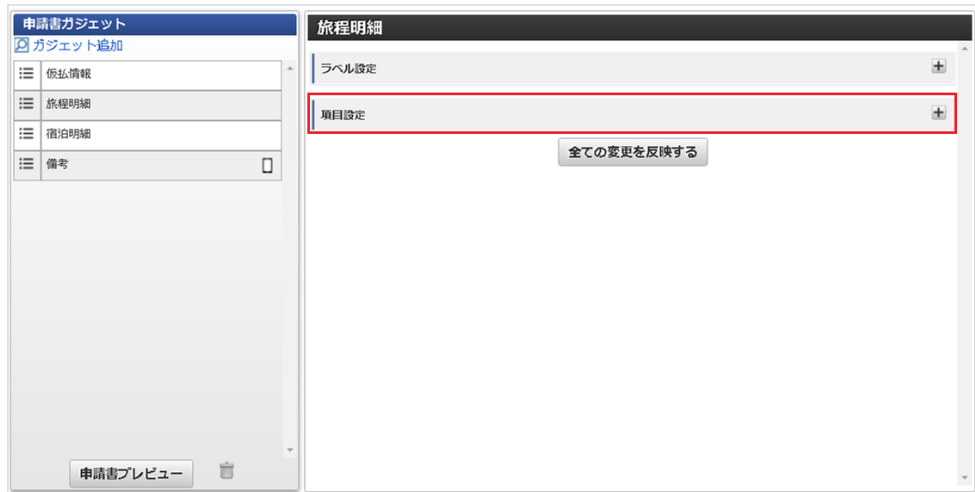 申請書ガジェット
ガジェット追加
仮払情報
旅程明細
宿泊明細
備考
申請書プレビュー
旅程明細
ラベル設定
項目設定
全ての変更を反映する